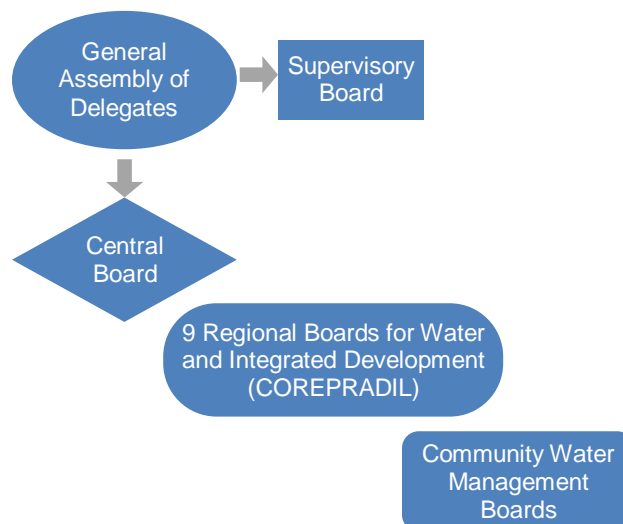 General
Assembly of
Delegates
Supervisory
Board
Central
Board
9 Regional Boards for Water
and Integrated Development
(COREPRADIL)
Community Water
Management
Boards